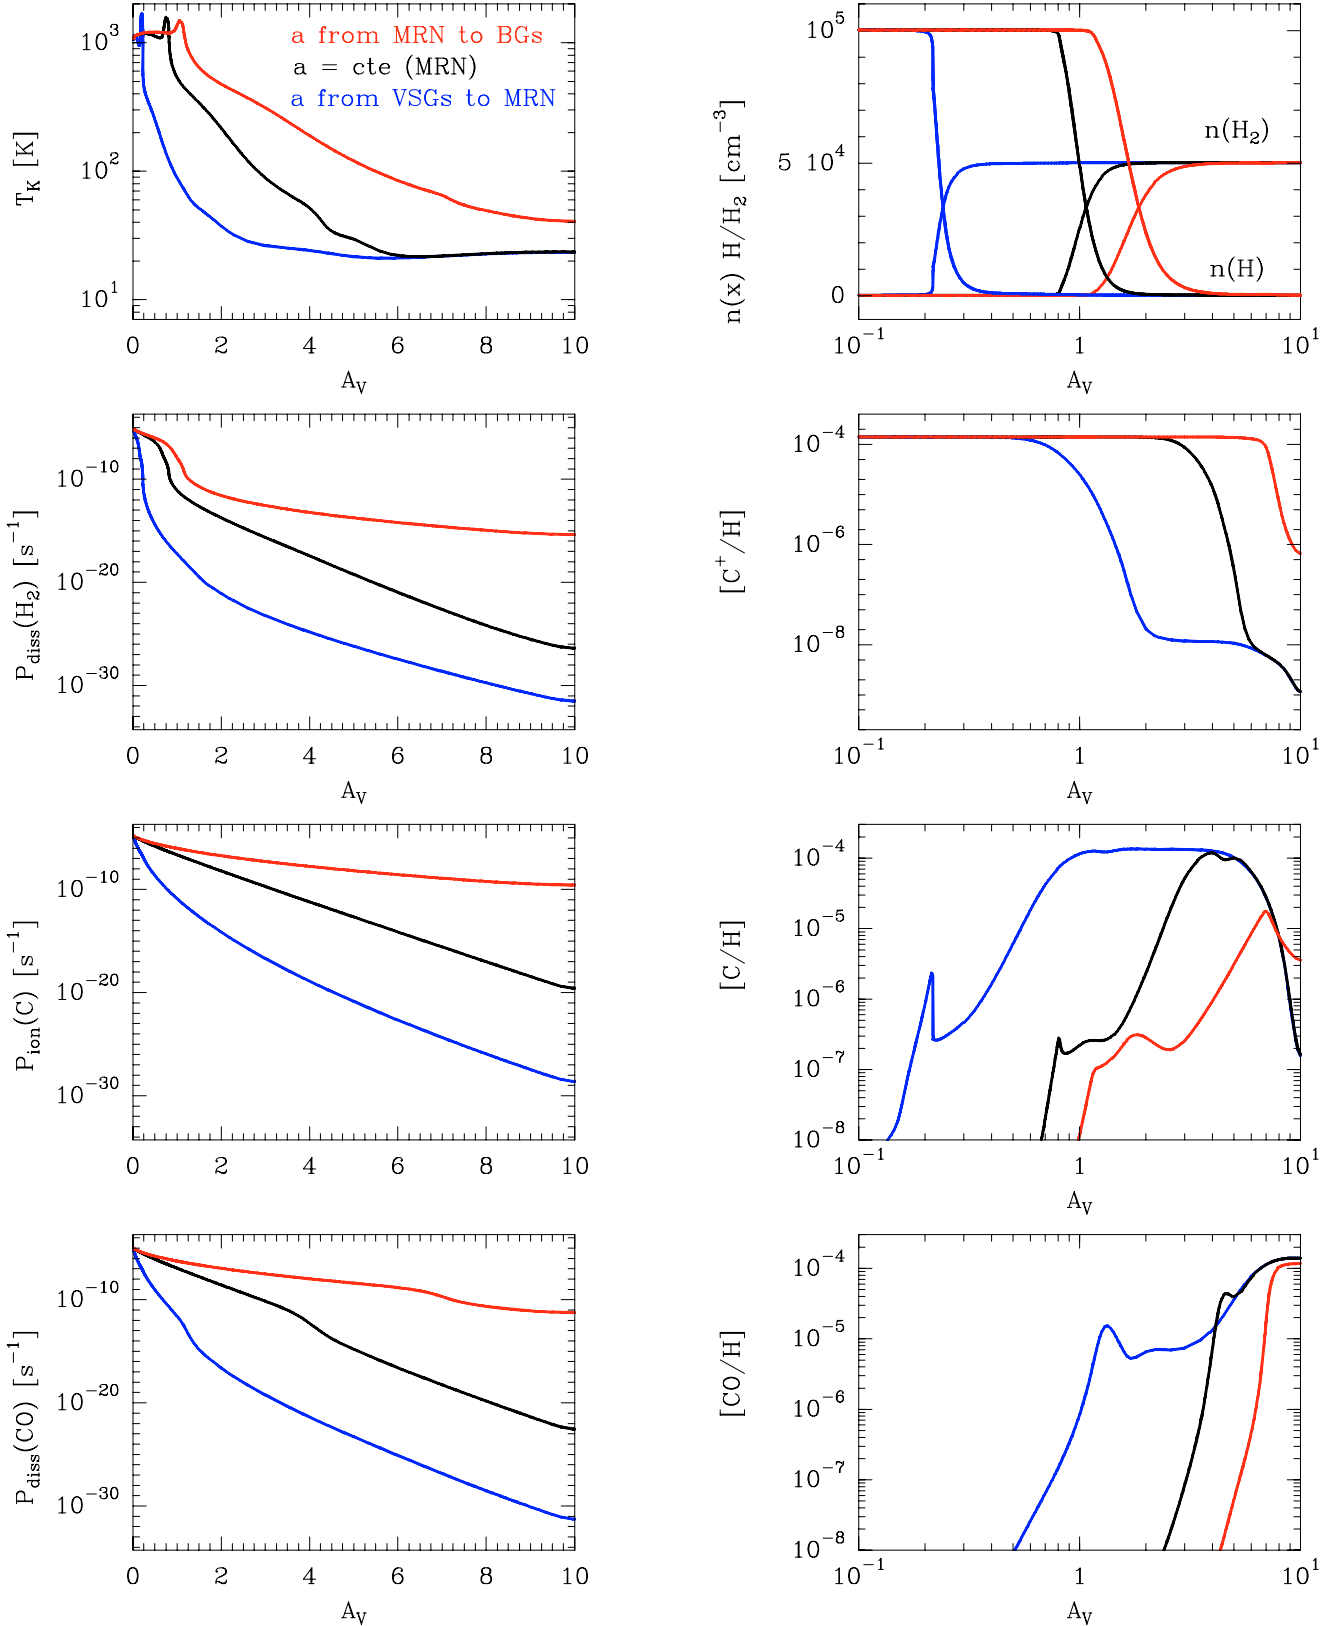 a from MRN to BGs
a = cte (MRN)
a from VSGs to MRN
T_K [K]
10^3
10^2
10^1
0 2 4 6 8 10
A_V
n(x) H/H_2 [cm^-3]
10^5
5 10^4
0
n(H_2)
n(H)
10^-1 1 10^1
A_V
P_diss(H_2) [s^-1]
10^-10
10^-20
10^-30
0 2 4 6 8 10
A_V
[C^+/H]
10^-4
10^-6
10^-8
10^-1 1 10^1
A_V
P_ion(C) [s^-1]
10^-10
10^-20
10^-30
0 2 4 6 8 10
A_V
[C/H]
10^-4
10^-5
10^-6
10^-7
10^-8
10^-1 1 10^1
A_V
P_diss(CO) [s^-1]
10^-10
10^-20
10^-30
0 2 4 6 8 10
A_V
[CO/H]
10^-4
10^-5
10^-6
10^-7
10^-8
10^-1 1 10^1
A_V